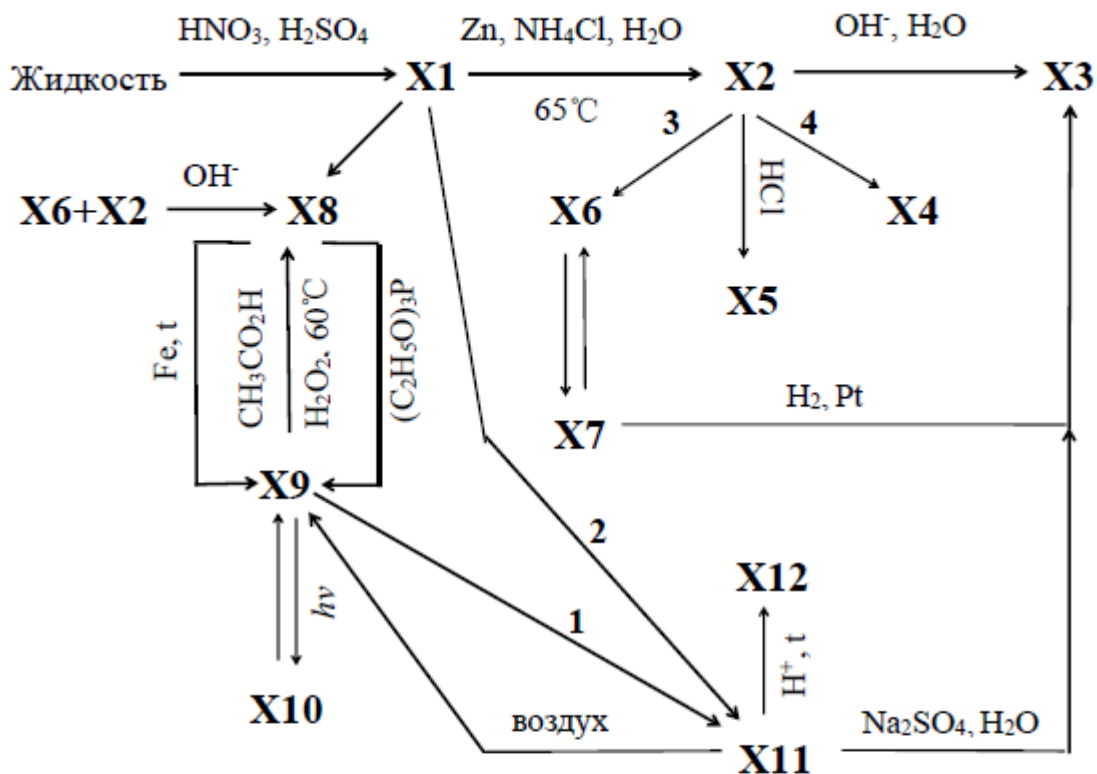 HNO₃, H₂SO₄ Zn, NH₄Cl, H₂O OH⁻, H₂O
Жидкость X1 X2 X3
65℃ 3 4
OH⁻ HCl
X6+X2 X8 X6 X4
X5
Fe, t
CH₃CO₂H
H₂O₂. 60℃
(C₂H₅O)₃P
X7 H₂, Pt
X9
2
hν X12
1
H⁺, t
X10
воздух X11 Na₂SO₄, H₂O